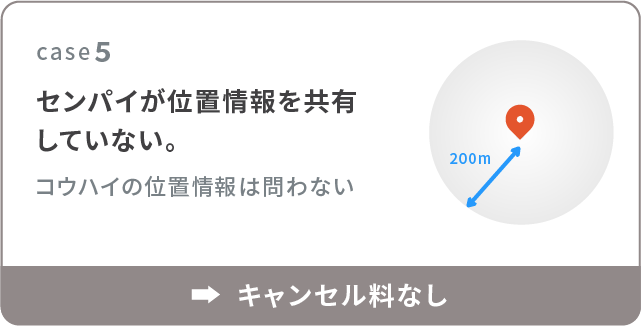 case5
センパイが位置情報を共有
していない。
コウハイの位置情報は問わない
200m
➡ キャンセル料なし